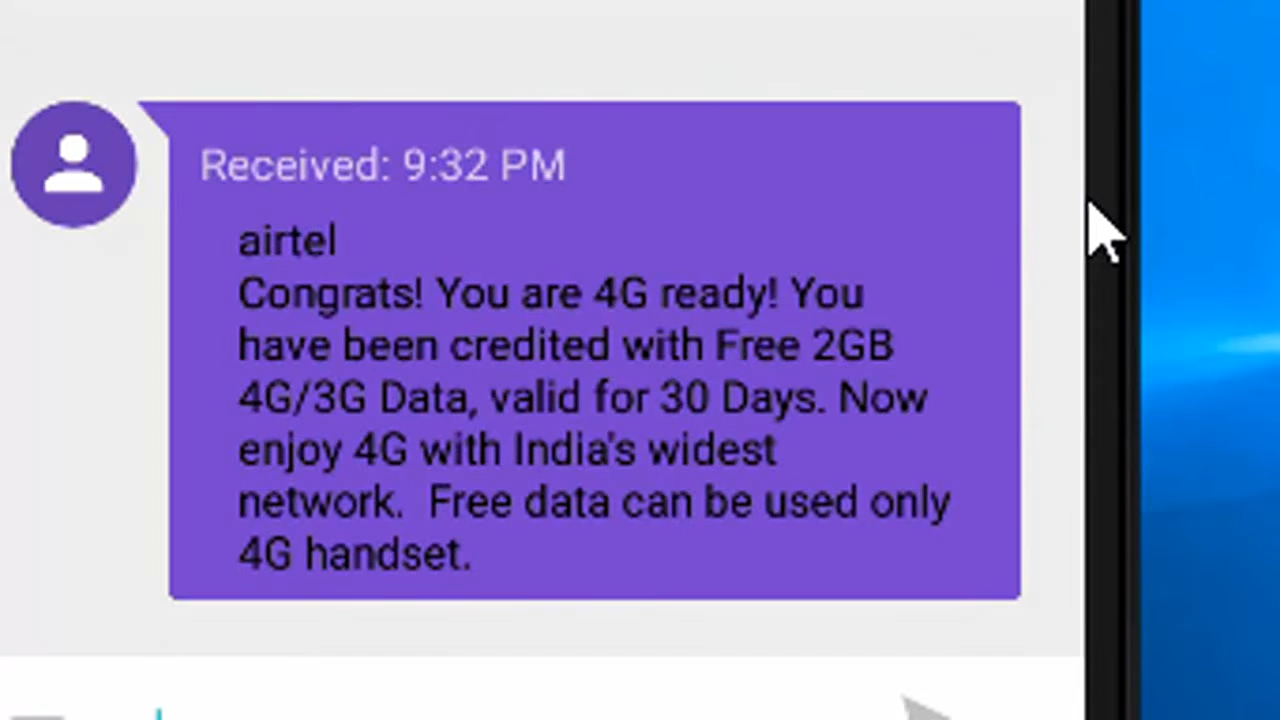 Received: 9:32 PM
airtel
Congrats! You are 4G ready! You
have been credited with Free 2GB
4G/3G Data, valid for 30 Days. Now
enjoy 4G with India's widest
network.  Free data can be used only
4G handset.